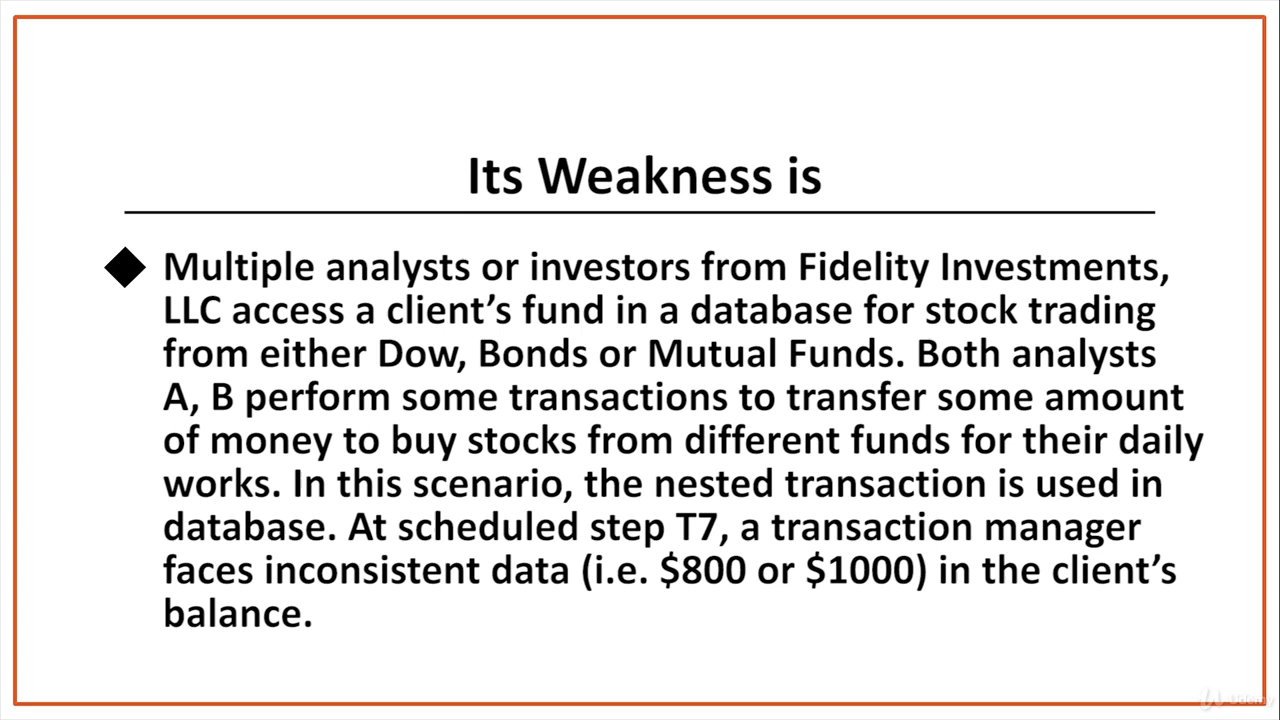 Its Weakness is
◆ Multiple analysts or investors from Fidelity Investments,
LLC access a client’s fund in a database for stock trading
from either Dow, Bonds or Mutual Funds. Both analysts
A, B perform some transactions to transfer some amount
of money to buy stocks from different funds for their daily
works. In this scenario, the nested transaction is used in
database. At scheduled step T7, a transaction manager
faces inconsistent data (i.e. $800 or $1000) in the client’s
balance.
Udemy